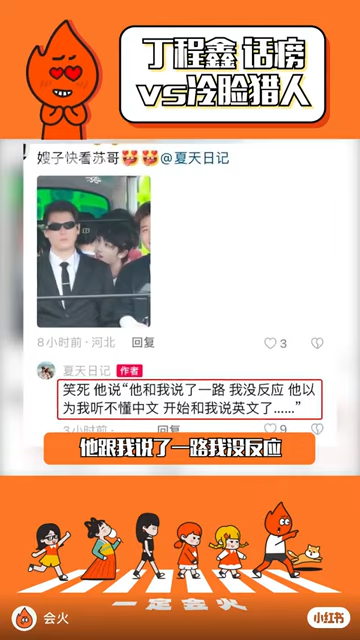 丁程鑫 话痨
vs冷脸猎人
嫂子快看苏哥😍😍@夏天日记
8小时前·河北 回复
3
夏天日记 作者
笑死 他说“他和我说了一路 我没反应 他以
为我听不懂中文 开始和我说英文了......”
3小时前 回复
9
他跟我说了一路我没反应
一定会火
会火
小红书